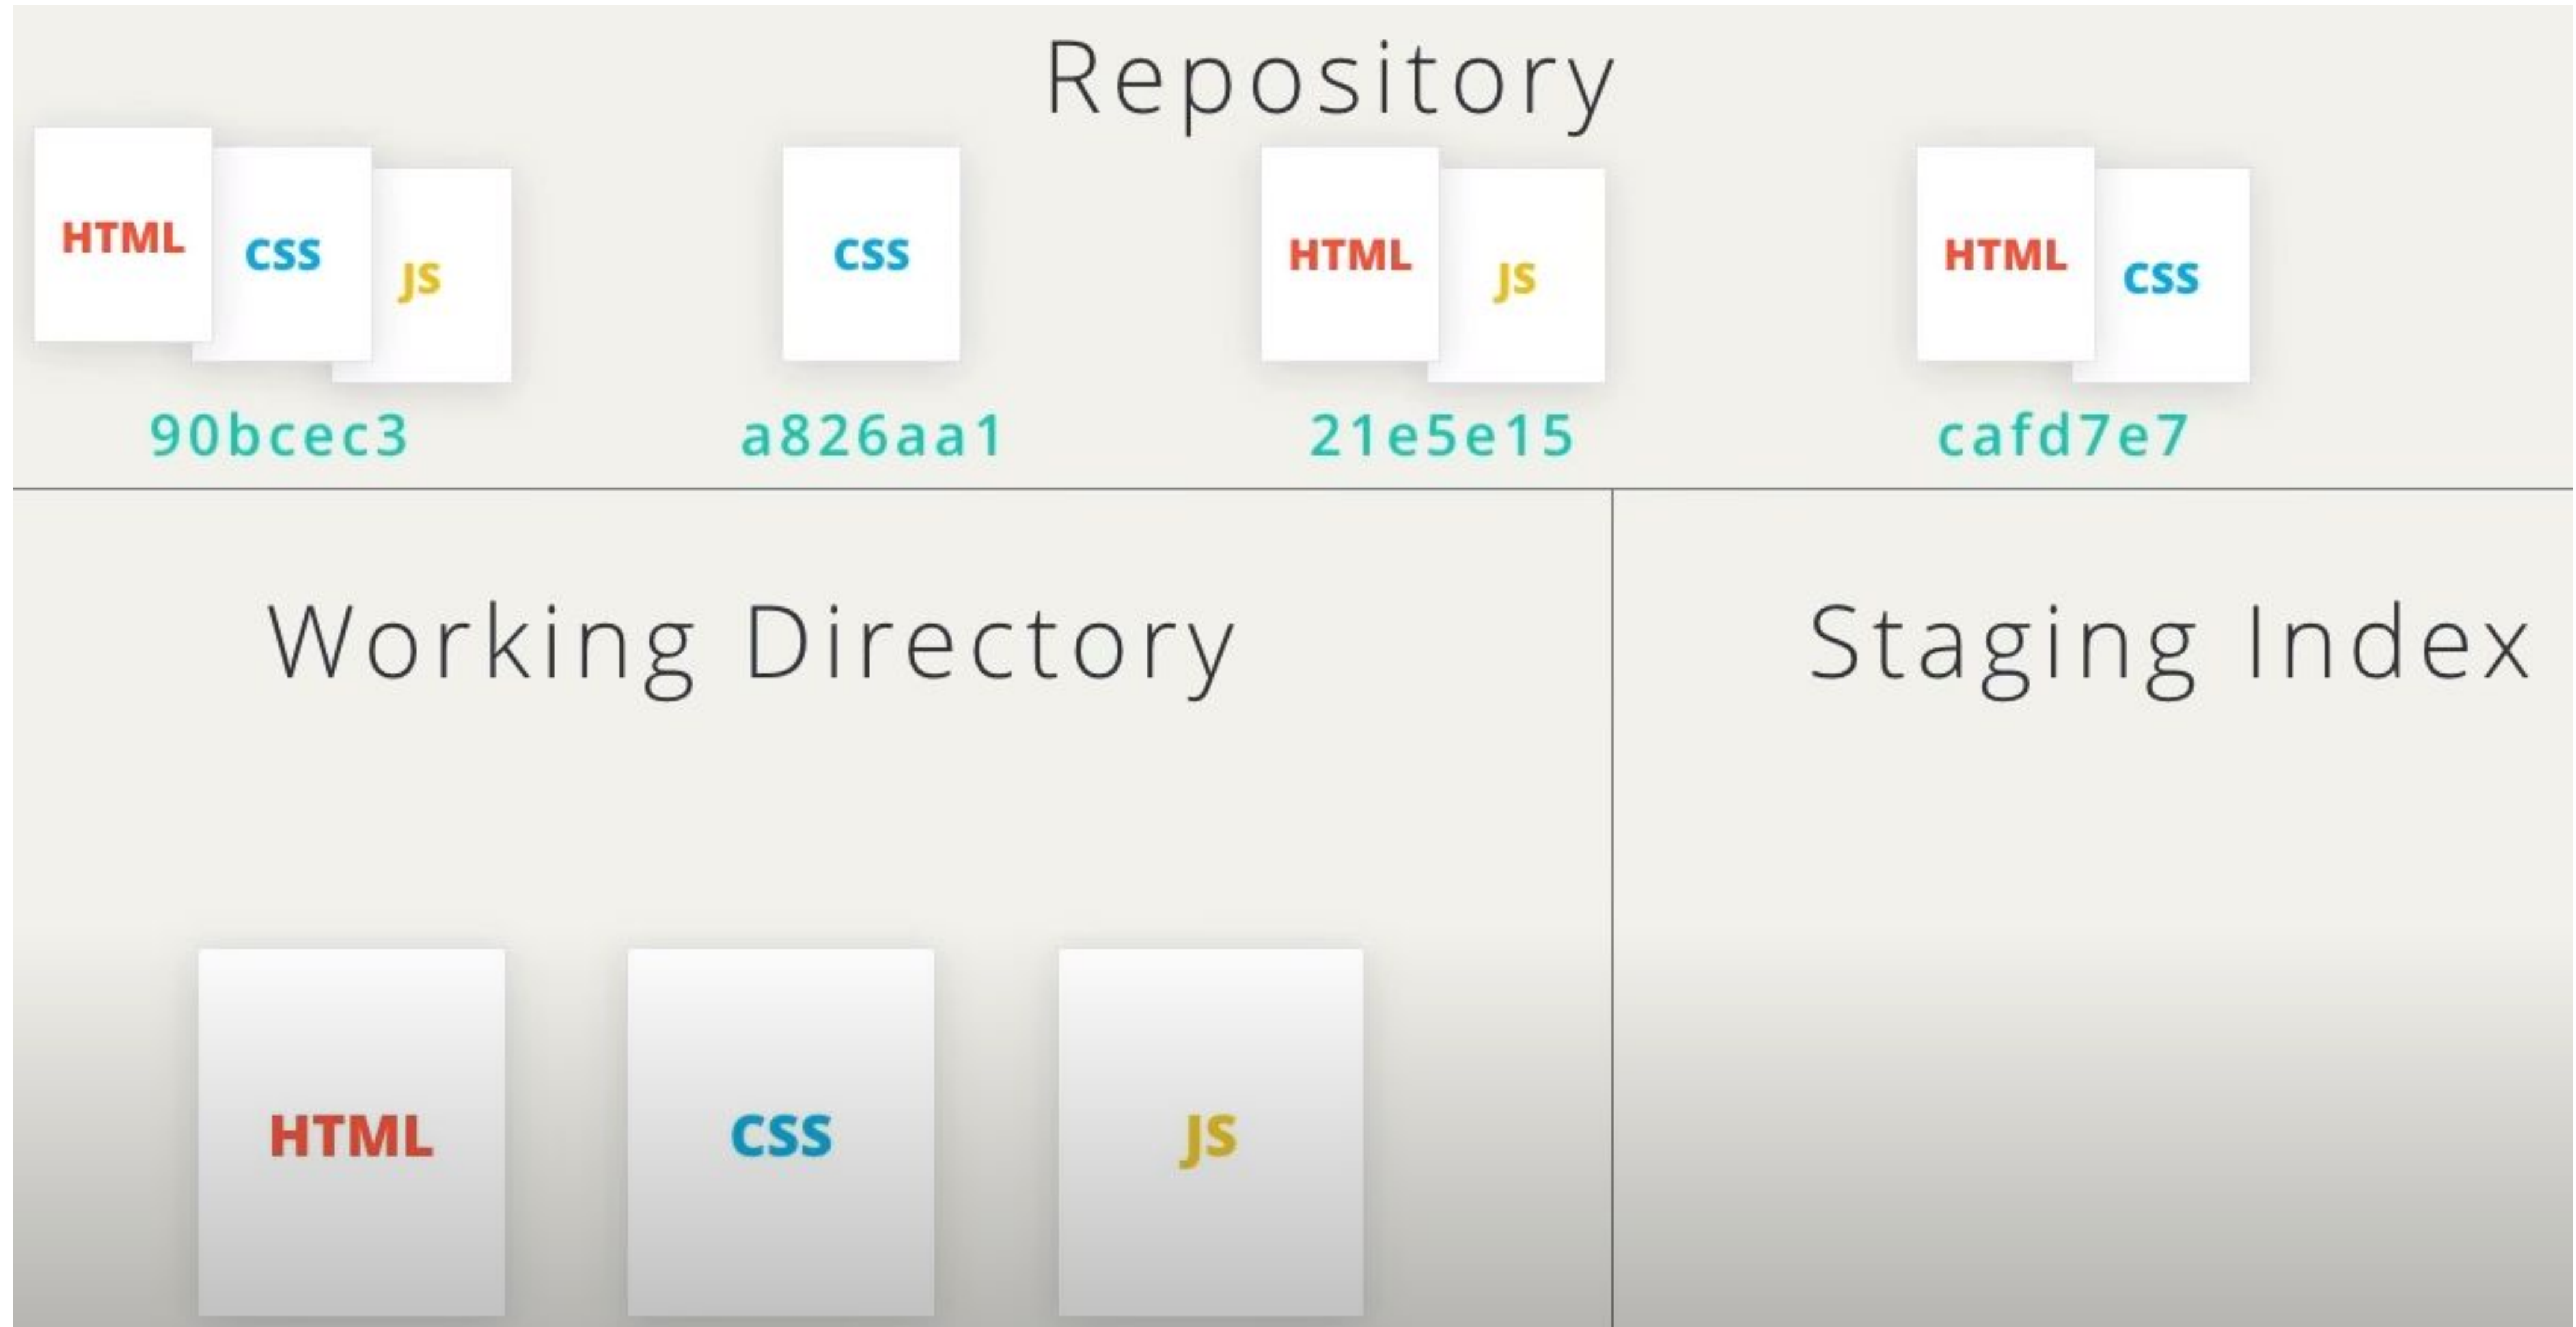 Repository
HTML CSS JS
CSS
HTML JS
HTML CSS
90bcec3 a826aa1 21e5e15 cafd7e7
Working Directory
Staging Index
HTML CSS JS